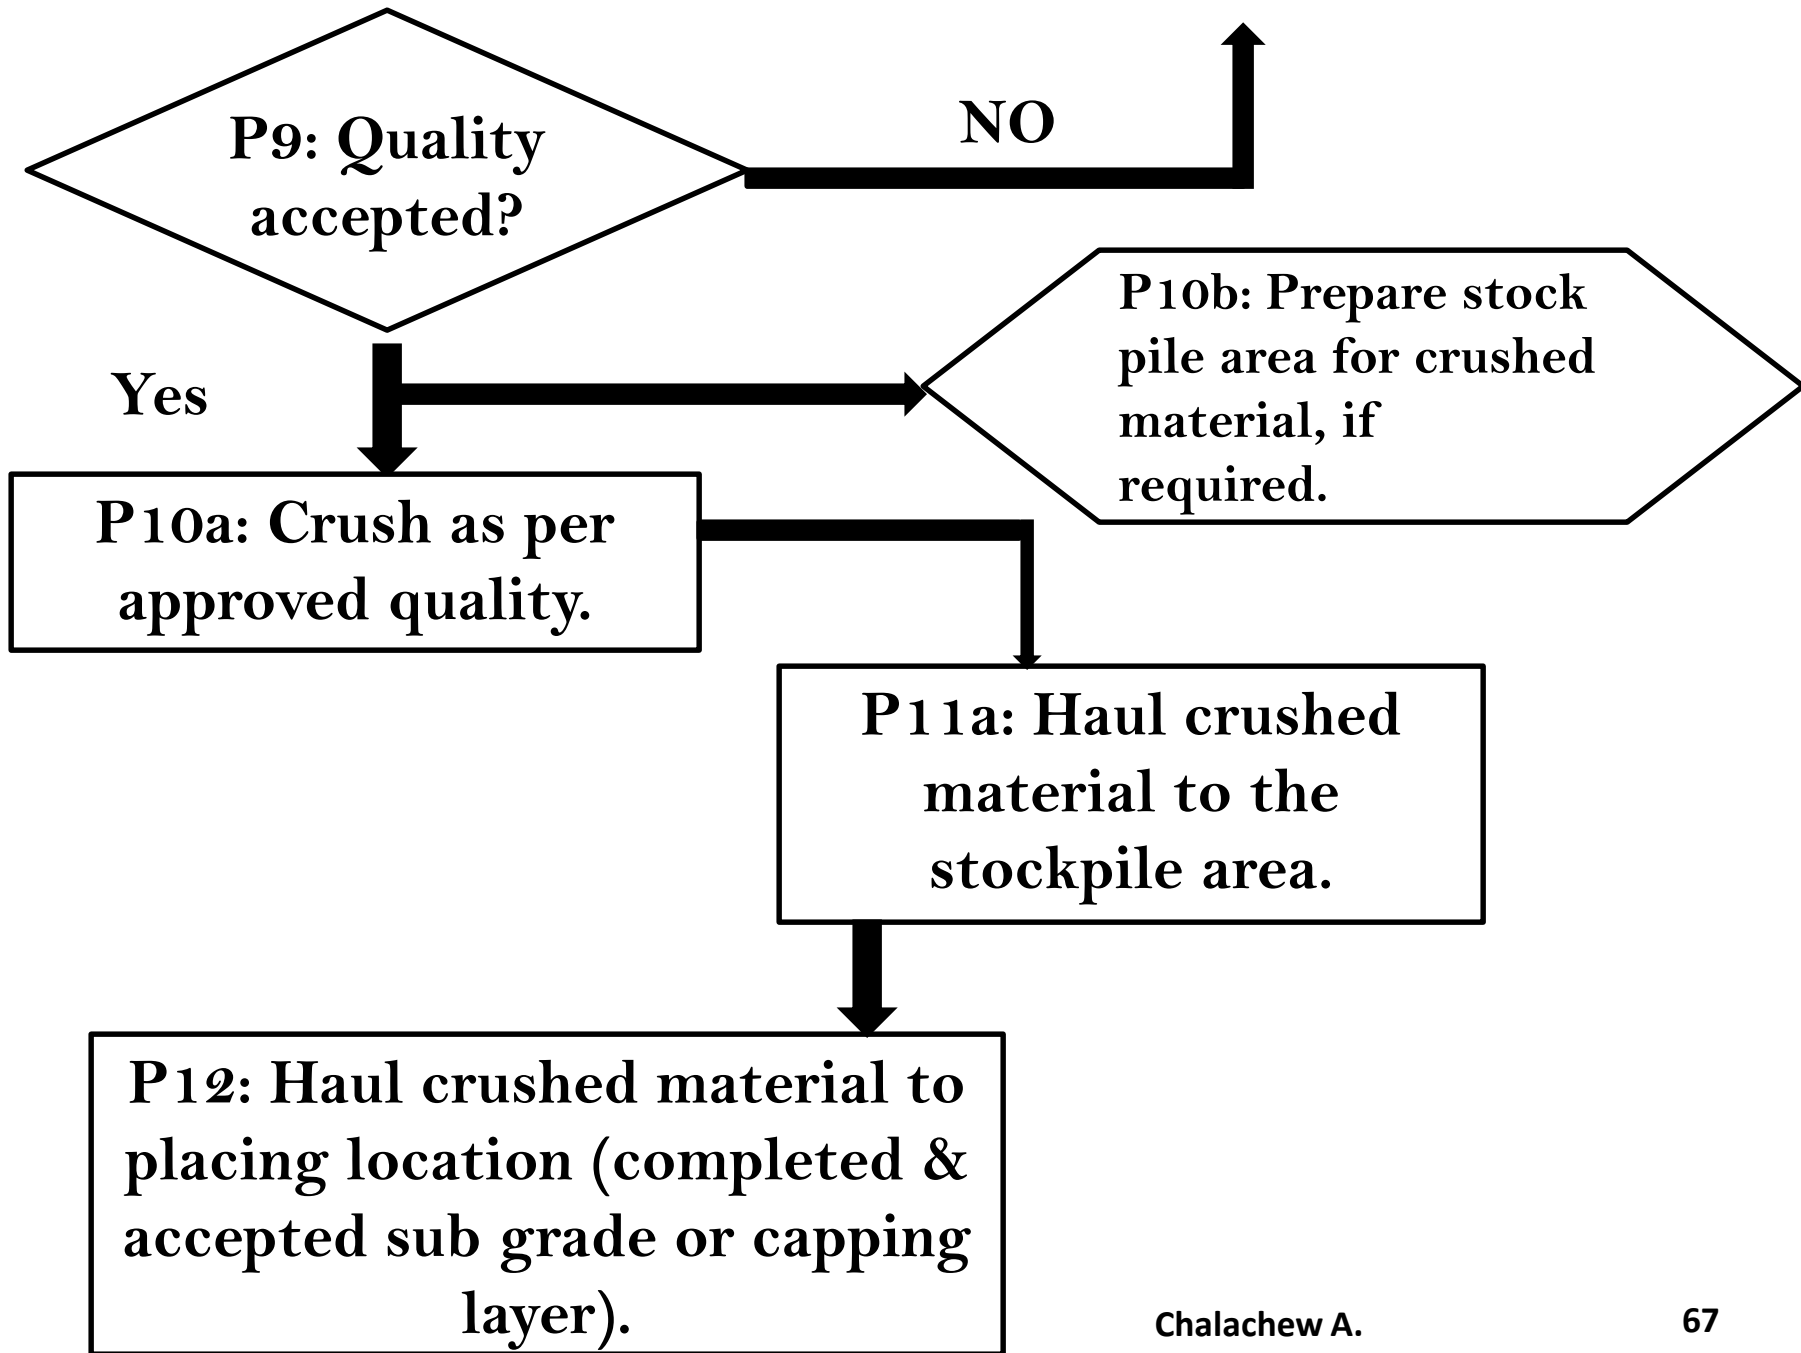 P9: Quality
accepted?
NO
P10b: Prepare stock
pile area for crushed
material, if
required.
Yes
P10a: Crush as per
approved quality.
P11a: Haul crushed
material to the
stockpile area.
P12: Haul crushed material to
placing location (completed &
accepted sub grade or capping
layer).
Chalachew A.
67